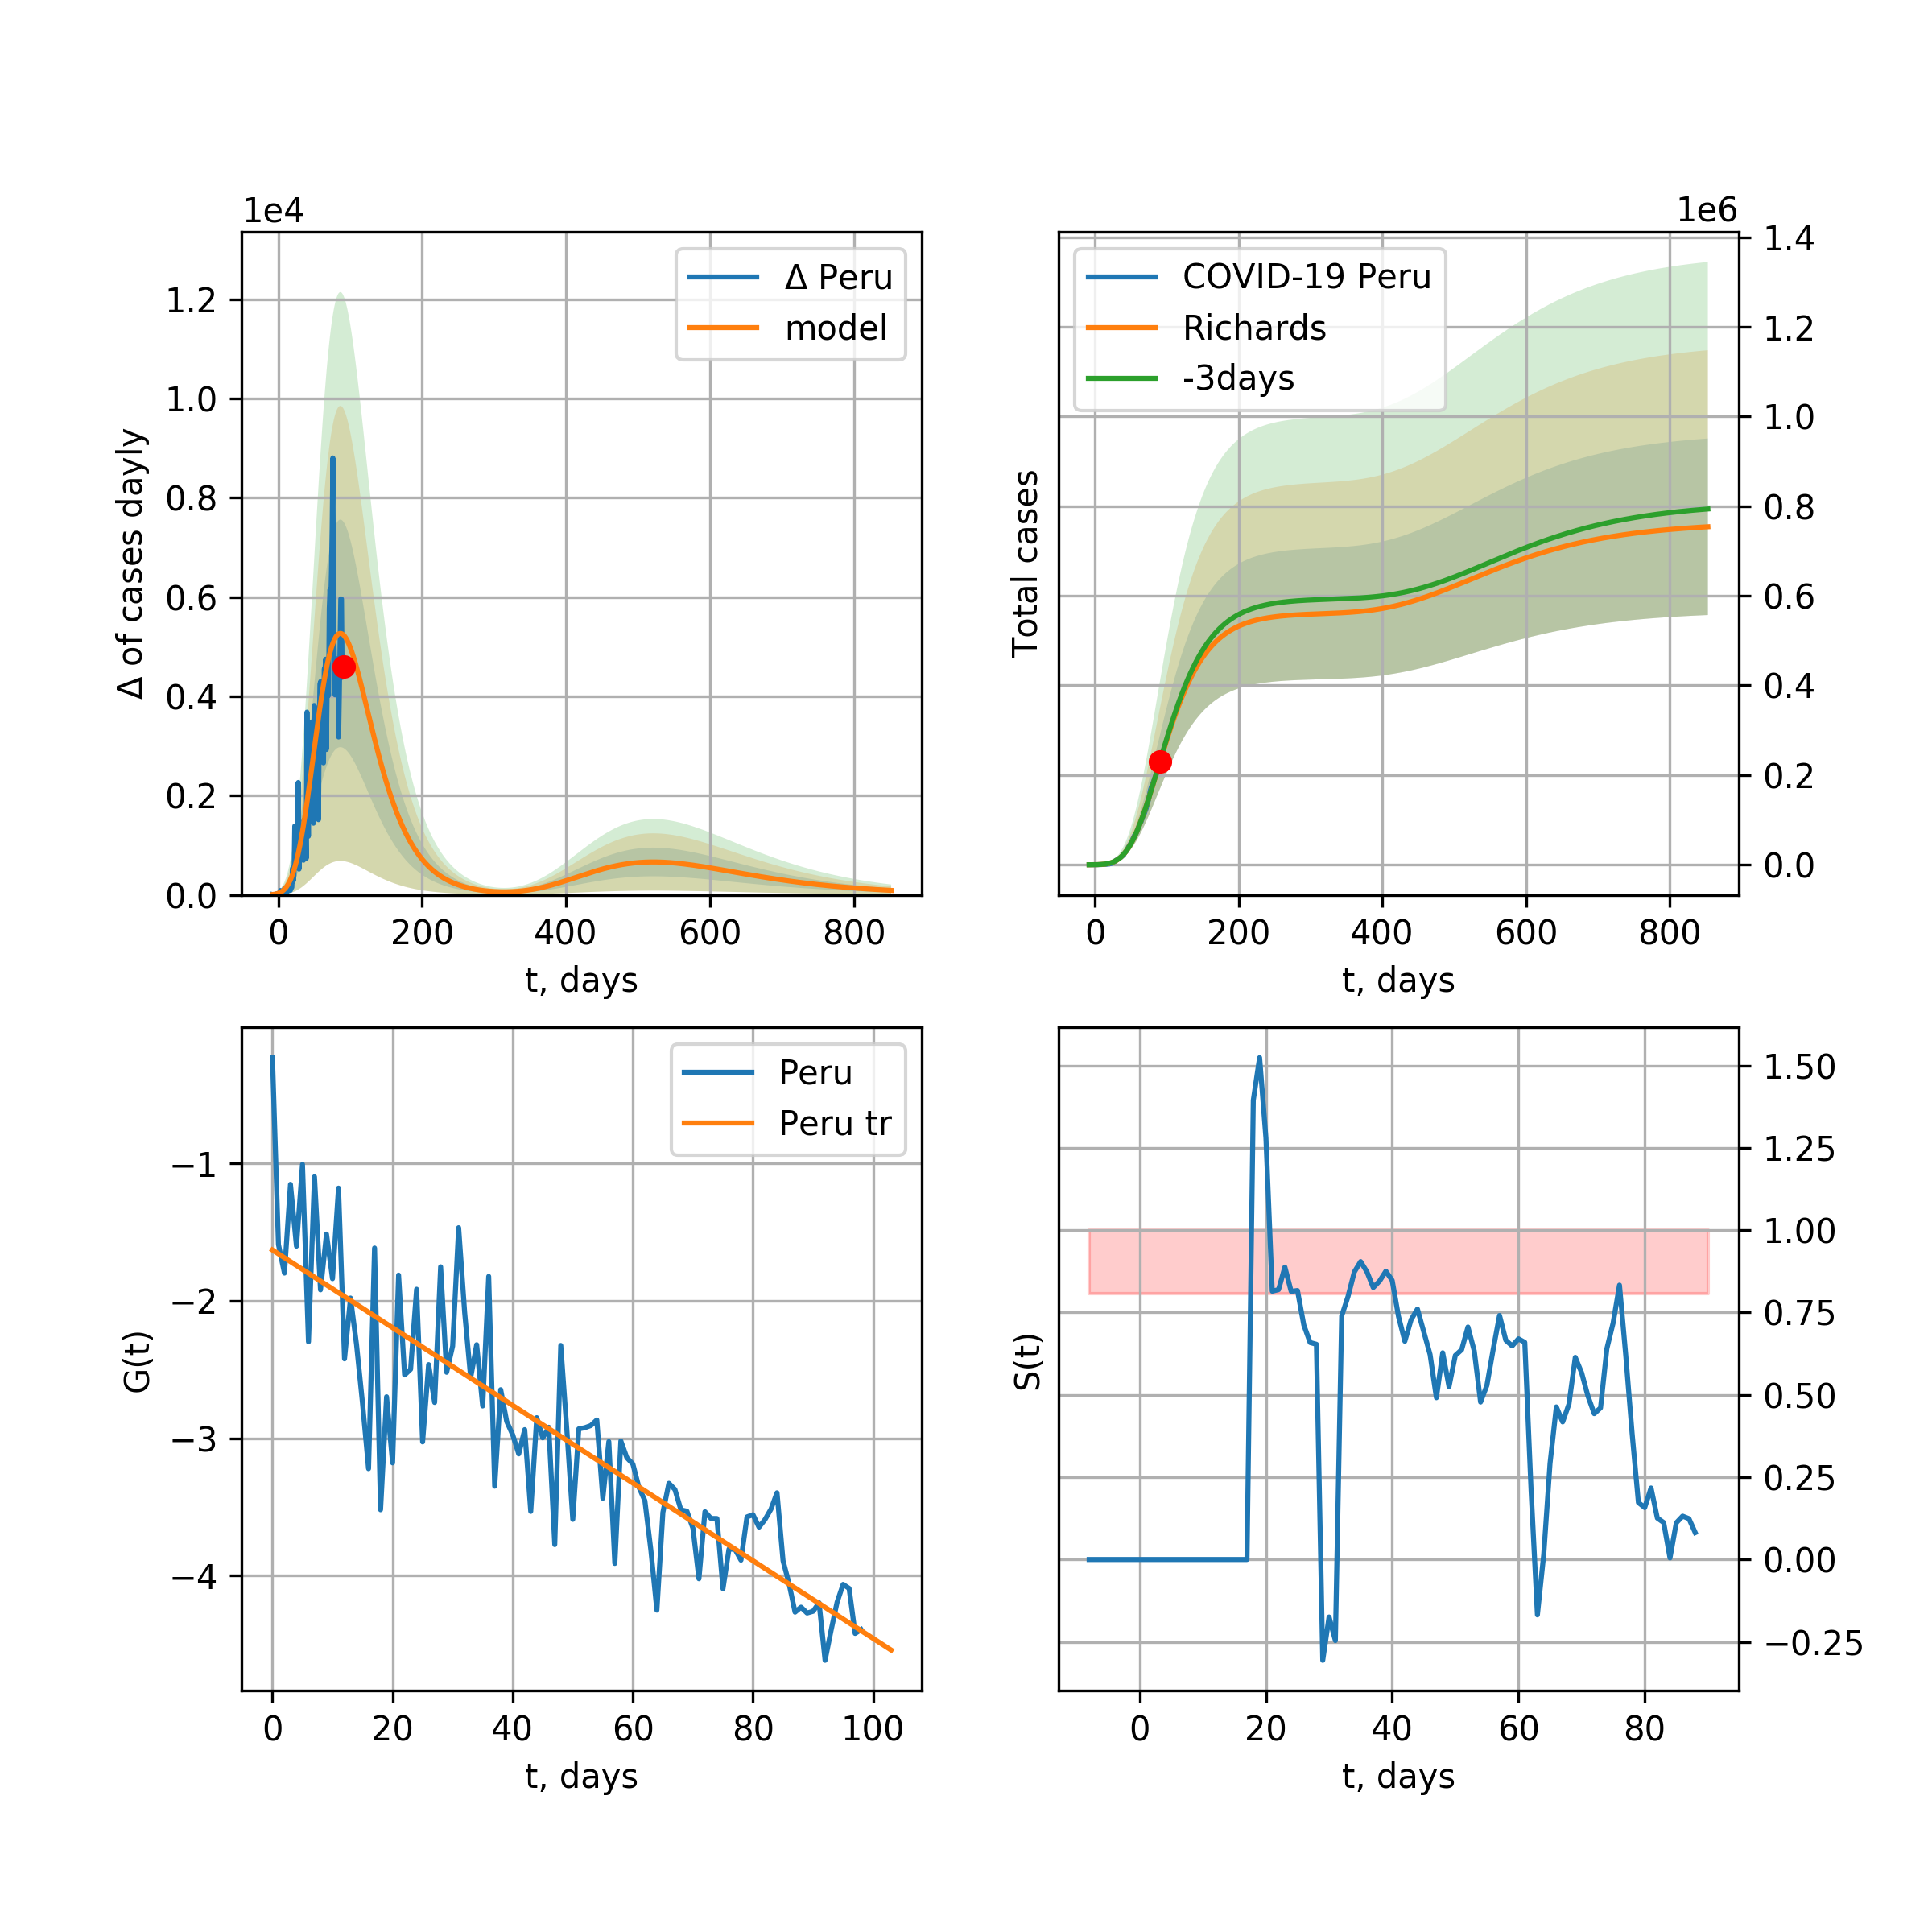 1e4
Δ of cases dayly
1.2
1.0
0.8
0.6
0.4
0.2
0.0
0 200 400 600 800
t, days
Δ Peru
model
1e6
Total cases
1.4
1.2
1.0
0.8
0.6
0.4
0.2
0.0
0 200 400 600 800
t, days
COVID-19 Peru
Richards
-3days
G(t)
−1
−2
−3
−4
0 20 40 60 80 100
t, days
Peru
Peru tr
S(t)
1.50
1.25
1.00
0.75
0.50
0.25
0.00
−0.25
0 20 40 60 80
t, days